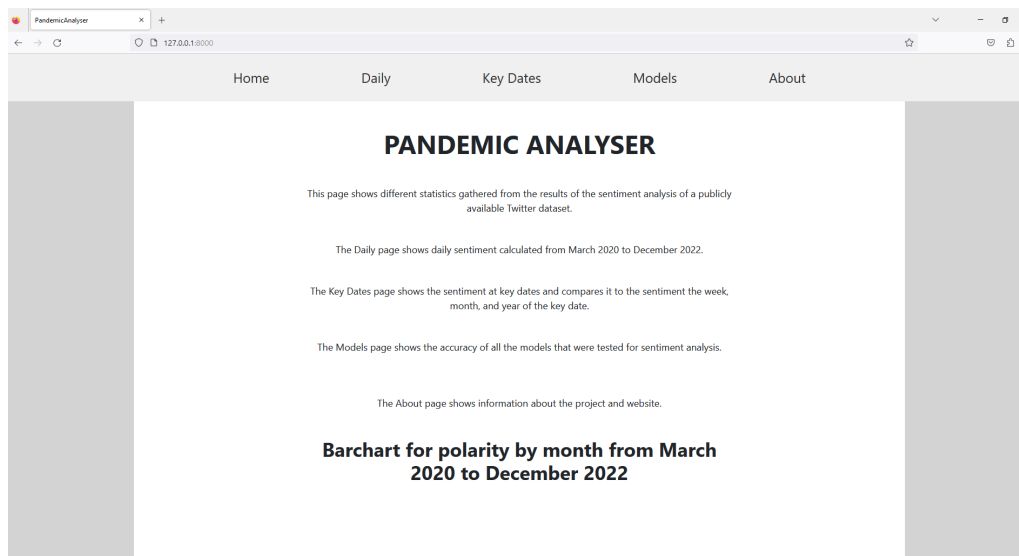 PandemicAnalyser
127.0.0.1:8000
Home Daily Key Dates Models About
PANDEMIC ANALYSER
This page shows different statistics gathered from the results of the sentiment analysis of a publicly
available Twitter dataset.
The Daily page shows daily sentiment calculated from March 2020 to December 2022.
The Key Dates page shows the sentiment at key dates and compares it to the sentiment the week,
month, and year of the key date.
The Models page shows the accuracy of all the models that were tested for sentiment analysis.
The About page shows information about the project and website.
Barchart for polarity by month from March
2020 to December 2022